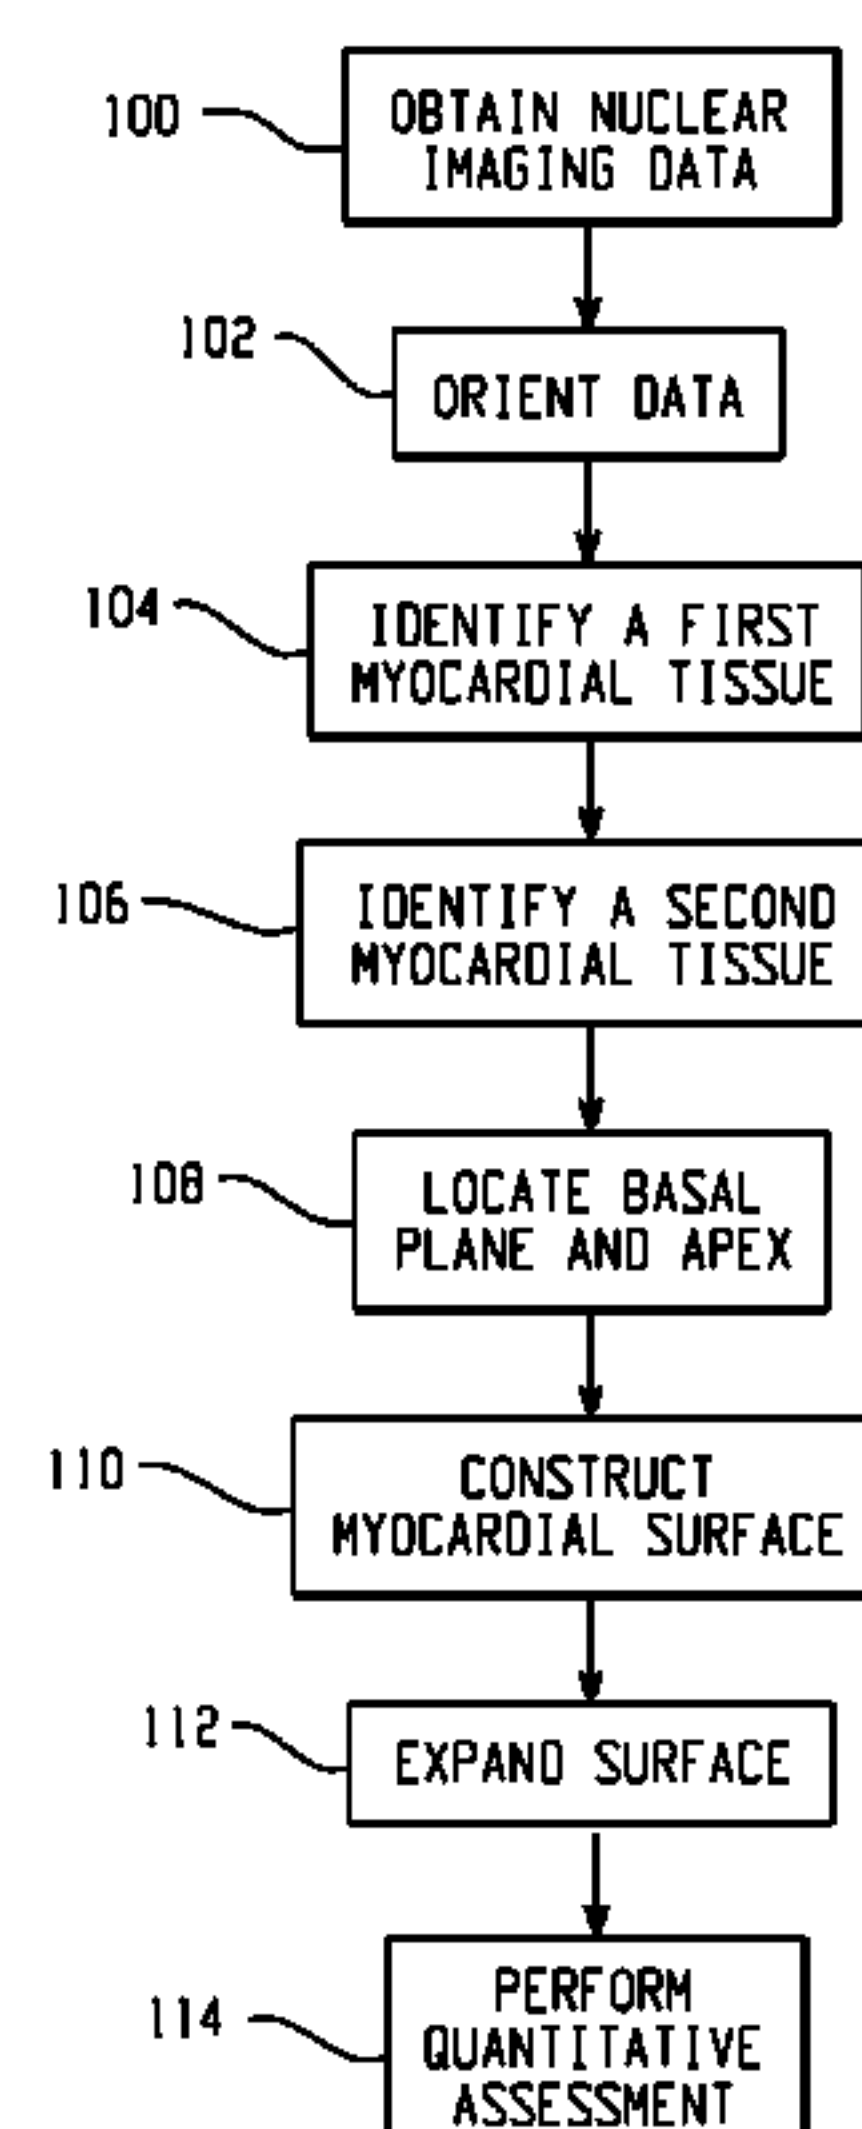 100
OBTAIN NUCLEAR
IMAGING DATA
102
ORIENT DATA
104
IDENTIFY A FIRST
MYOCARDIAL TISSUE
106
IDENTIFY A SECOND
MYOCARDIAL TISSUE
108
LOCATE BASAL
PLANE AND APEX
110
CONSTRUCT
MYOCARDIAL SURFACE
112
EXPAND SURFACE
114
PERFORM
QUANTITATIVE
ASSESSMENT